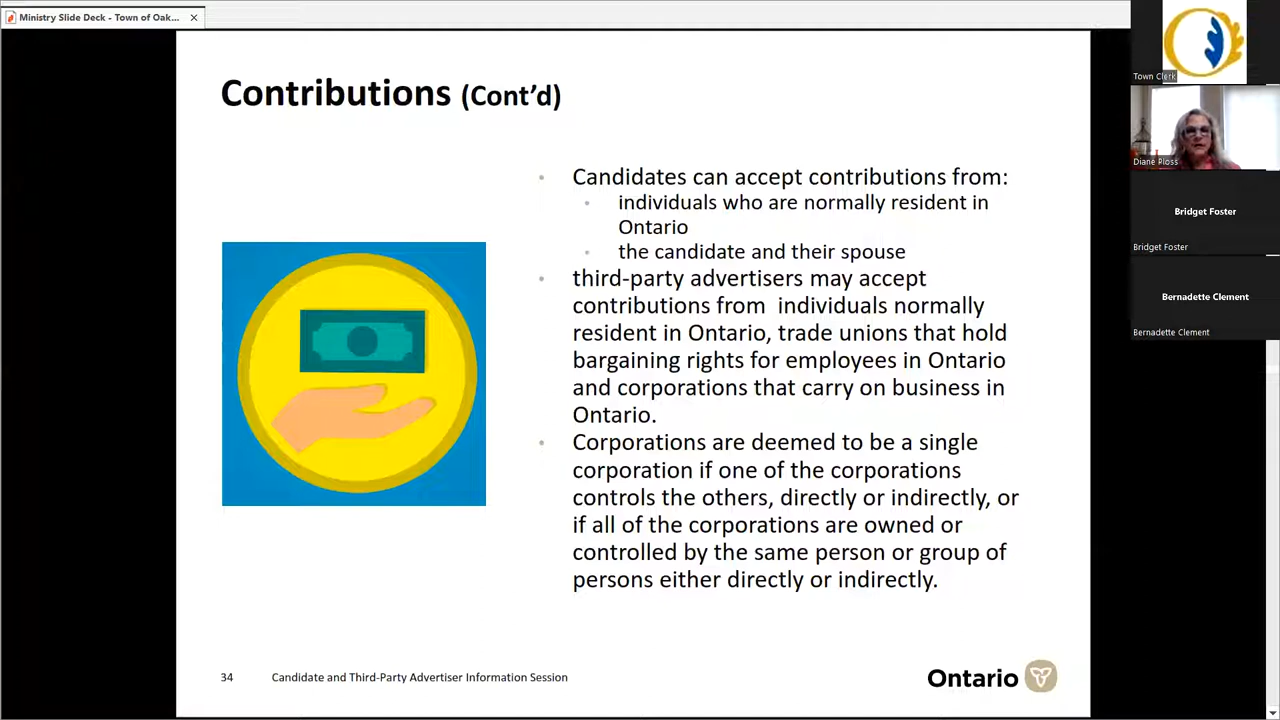 Ministry Slide Deck - Town of Oak...
Contributions (Cont'd)
Candidates can accept contributions from:
individuals who are normally resident in
Ontario
the candidate and their spouse
third-party advertisers may accept
contributions from individuals normally
resident in Ontario, trade unions that hold
bargaining rights for employees in Ontario
and corporations that carry on business in
Ontario.
Corporations are deemed to be a single
corporation if one of the corporations
controls the others, directly or indirectly, or
if all of the corporations are owned or
controlled by the same person or group of
persons either directly or indirectly.
34 Candidate and Third-Party Advertiser Information Session
Ontario
Town Clerk
Diane Ploss
Bridget Foster
Bridget Foster
Bernadette Clement
Bernadette Clement